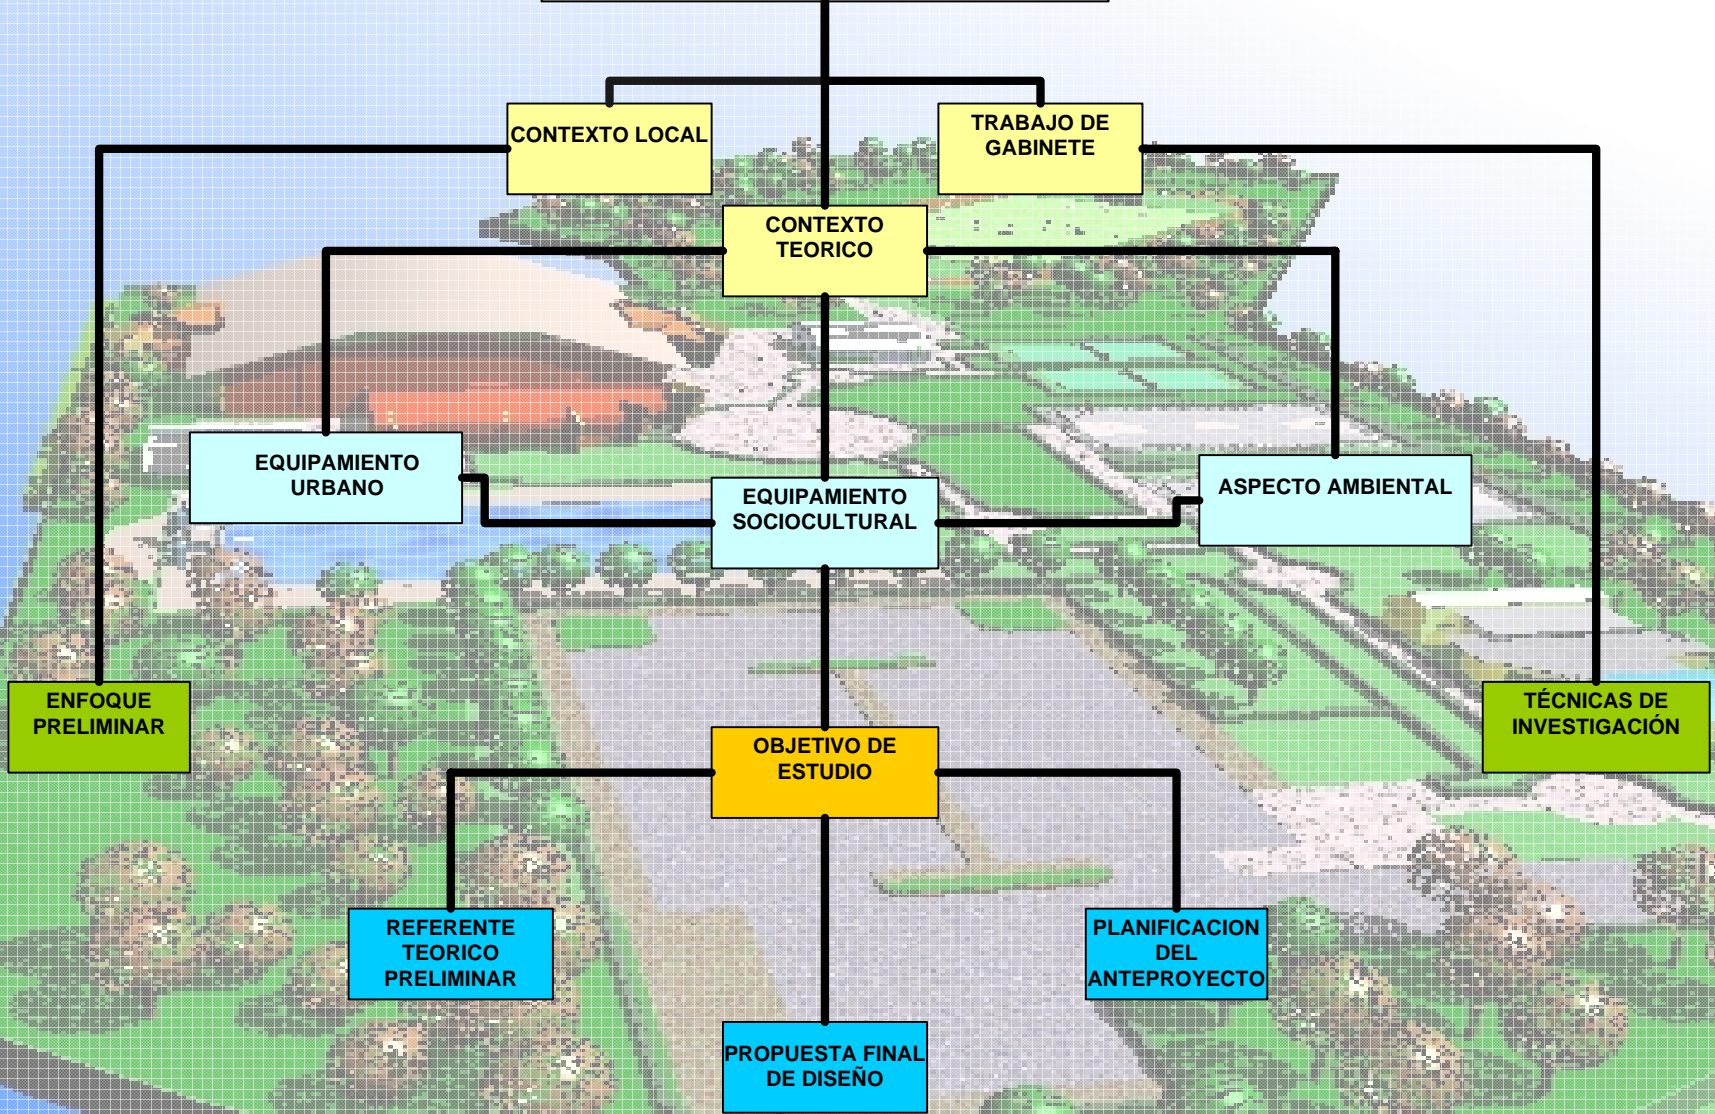 CONTEXTO LOCAL
TRABAJO DE
GABINETE
CONTEXTO
TEORICO
EQUIPAMIENTO
URBANO
EQUIPAMIENTO
SOCIOCULTURAL
ASPECTO AMBIENTAL
ENFOQUE
PRELIMINAR
TÉCNICAS DE
INVESTIGACIÓN
OBJETIVO DE
ESTUDIO
REFERENTE
TEORICO
PRELIMINAR
PLANIFICACION
DEL
ANTEPROYECTO
PROPUESTA FINAL
DE DISEÑO